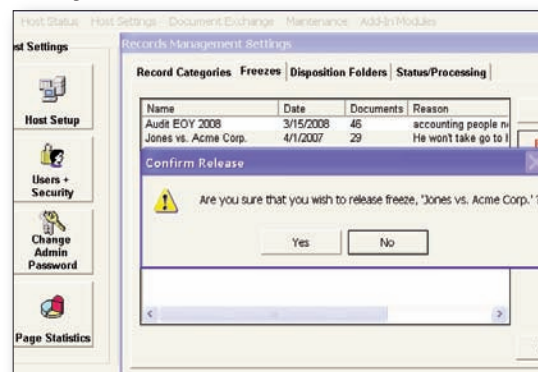 Host Status Host Settings Document Exchange Maintenance Add-In Modules
st Settings
Records Management Settings
Record Categories Freezes Disposition Folders Status/Processing
Name Date Documents Reason
Audit EOY 2008 3/15/2008 46 accounting people n
Jones vs. Acme Corp. 4/1/2007 29 He won't take go to
Host Setup
Confirm Release
Are you sure that you wish to release freeze, 'Jones vs. Acme Corp.' ?
Yes No
Users +
Security
Change
Admin
Password
Page Statistics